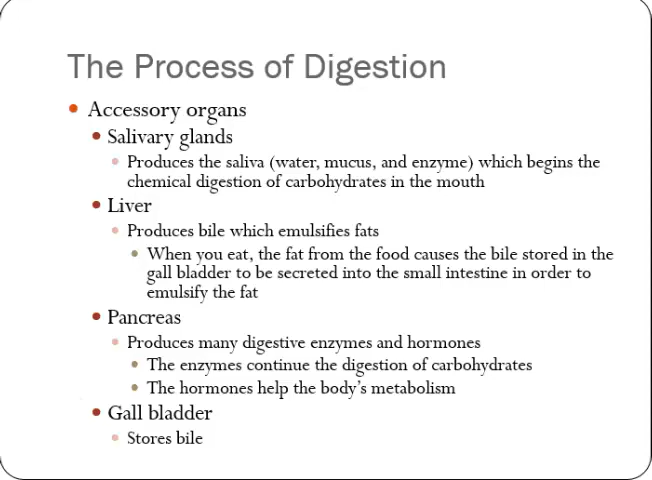 The Process of Digestion
• Accessory organs
• Salivary glands
• Produces the saliva (water, mucus, and enzyme) which begins the
chemical digestion of carbohydrates in the mouth
• Liver
• Produces bile which emulsifies fats
• When you eat, the fat from the food causes the bile stored in the
gall bladder to be secreted into the small intestine in order to
emulsify the fat
• Pancreas
• Produces many digestive enzymes and hormones
• The enzymes continue the digestion of carbohydrates
• The hormones help the body's metabolism
• Gall bladder
• Stores bile